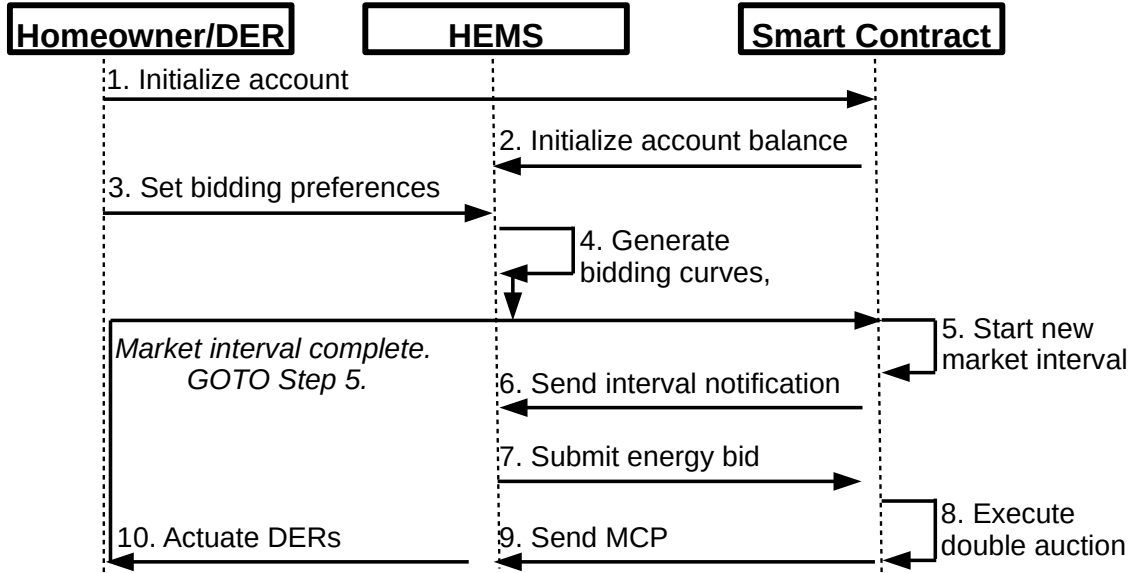 Homeowner/DER
HEMS
Smart Contract
1. Initialize account
2. Initialize account balance
3. Set bidding preferences
4. Generate
bidding curves,
Market interval complete.
GOTO Step 5.
5. Start new
market interval
6. Send interval notification
7. Submit energy bid
8. Execute
double auction
9. Send MCP
10. Actuate DERs